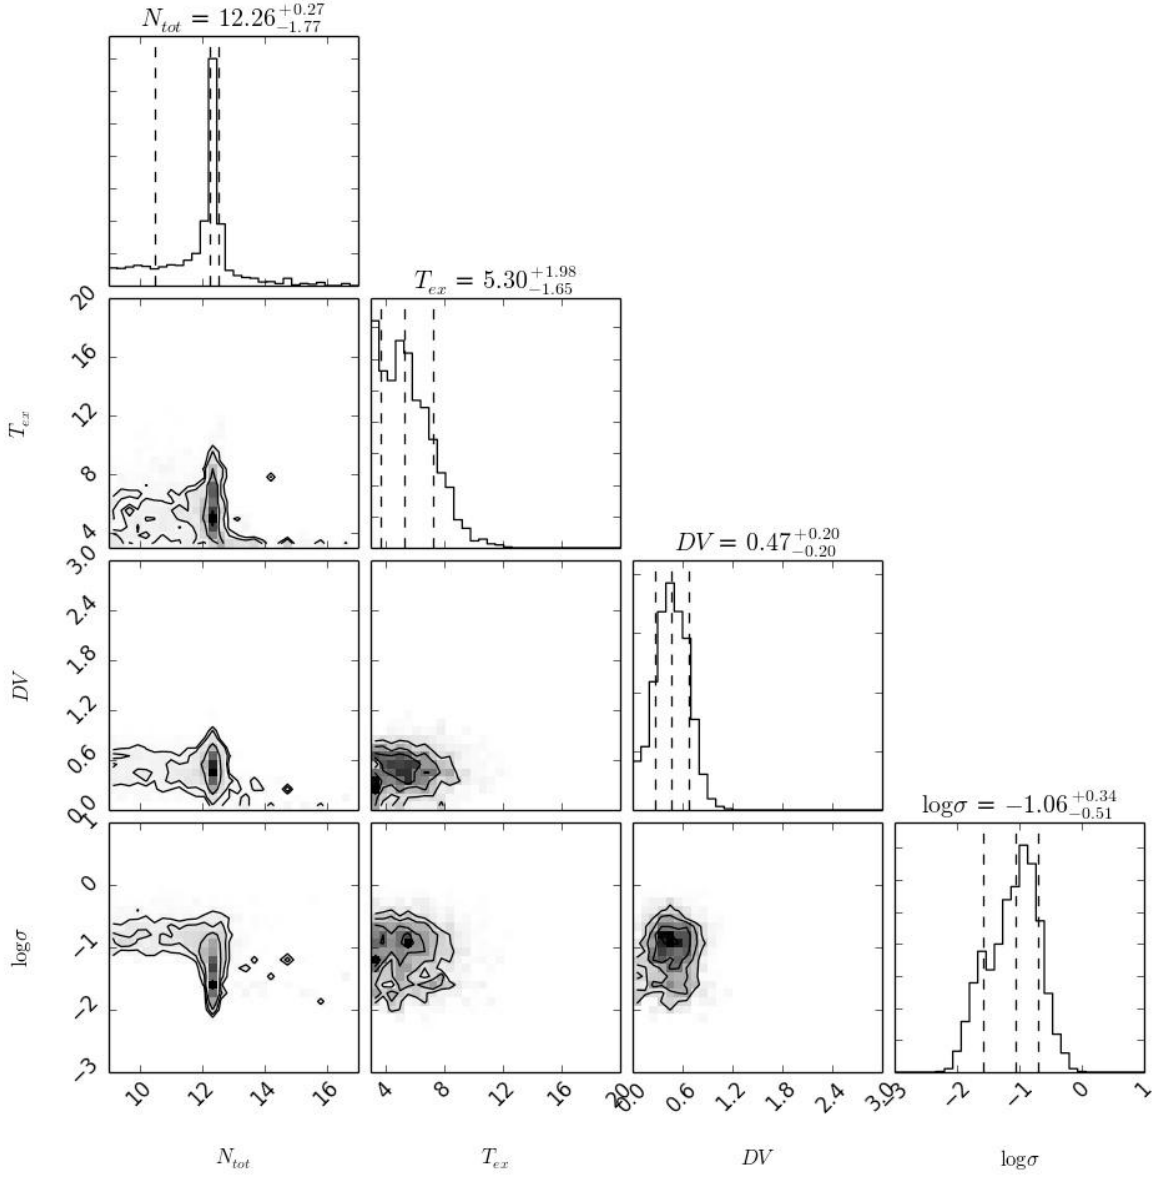 N_tot = 12.26 +0.27 −1.77
T_ex = 5.30 +1.98 −1.65
DV = 0.47 +0.20 −0.20
logσ = −1.06 +0.34 −0.51
T_ex
20
16
12
8
4
DV
3.0
2.4
1.8
1.2
0.6
0.0
logσ
1
0
−1
−2
−3
10 12 14 16
4 8 12 16 20
0.0 0.6 1.2 1.8 2.4 3.0
−3 −2 −1 0 1
N_tot T_ex DV logσ